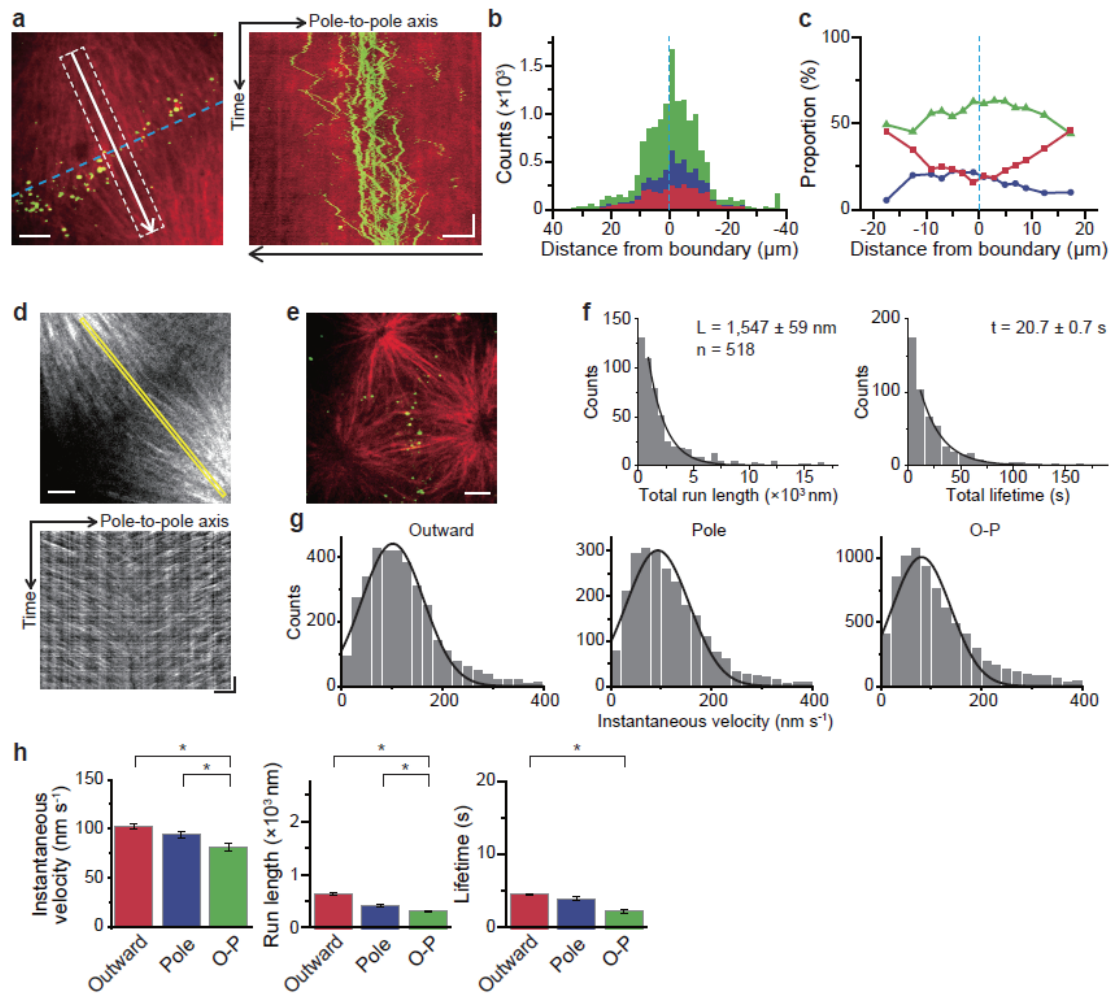 a
Pole-to-pole axis
Time
b
Counts (×10³)
1.5
1.0
0.5
0
40 20 0 -20 -40
Distance from boundary (μm)
c
Proportion (%)
100
50
0
-20 -10 0 10 20
Distance from boundary (μm)
d
Pole-to-pole axis
Time
e
f
L = 1,547 ± 59 nm
n = 518
Counts
150
100
50
0
0 5 10 15
Total run length (×10³ nm)
t = 20.7 ± 0.7 s
Counts
200
100
0
0 50 100 150
Total lifetime (s)
g
Outward
Counts
400
200
0
0 200 400
Pole
300
200
100
0
0 200 400
Instantaneous velocity (nm s⁻¹)
O-P
1000
500
0
0 200 400
h
* *
Instantaneous
velocity (nm s⁻¹)
150
100
50
0
Outward Pole O-P
* *
Run length (×10³ nm)
2
1
0
Outward Pole O-P
*
Lifetime (s)
20
10
0
Outward Pole O-P